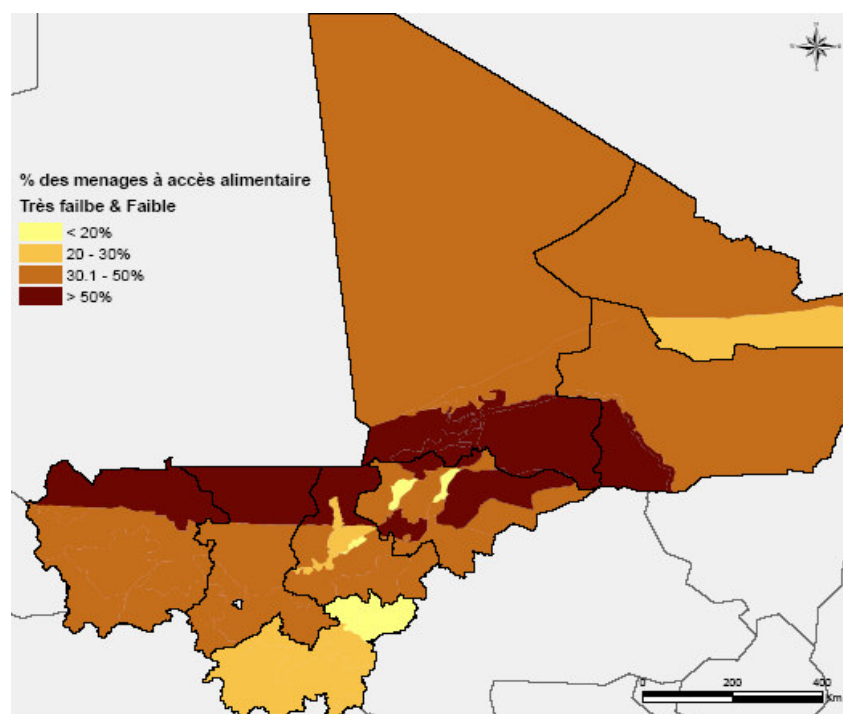 % des menages à accès alimentaire
Très failbe & Faible
< 20%
20 - 30%
30.1 - 50%
> 50%
0 200 400
Km